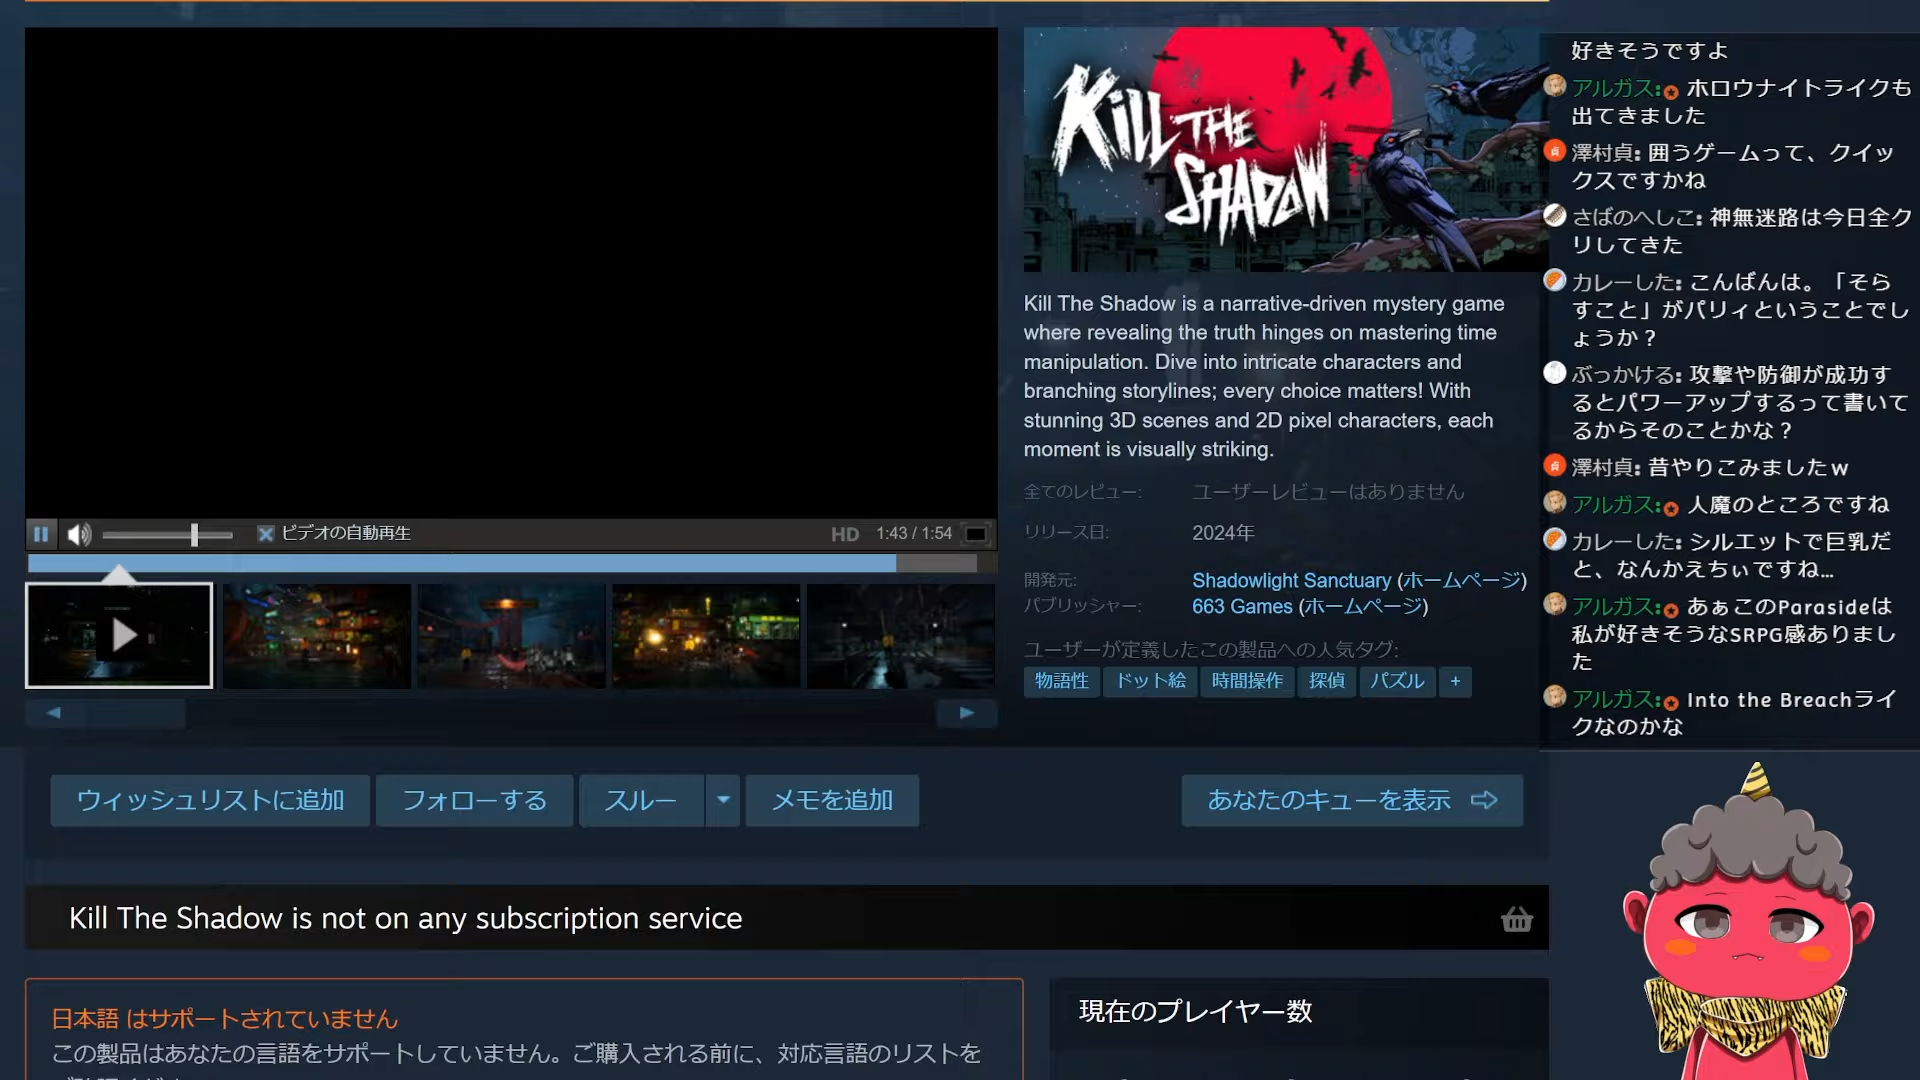 KILL THE SHADOW
Kill The Shadow is a narrative-driven mystery game
where revealing the truth hinges on mastering time
manipulation. Dive into intricate characters and
branching storylines; every choice matters! With
stunning 3D scenes and 2D pixel characters, each
moment is visually striking.
全てのレビュー: ユーザーレビューはありません
リリース日: 2024年
開発元: Shadowlight Sanctuary (ホームページ)
パブリッシャー: 663 Games (ホームページ)
ユーザーが定義したこの製品への人気タグ:
物語性 ドット絵 時間操作 探偵 パズル +
ビデオの自動再生 HD 1:43 / 1:54
ウィッシュリストに追加 フォローする スルー メモを追加 あなたのキューを表示
Kill The Shadow is not on any subscription service
日本語 はサポートされていません
この製品はあなたの言語をサポートしていません。ご購入される前に、対応言語のリストを
現在のプレイヤー数
好きそうですよ
アルガス: ホロウナイトライクも
出てきました
貞 澤村貞: 囲うゲームって、クイッ
クスですかね
さばのへしこ: 神無迷路は今日全ク
リしてきた
カレーした: こんばんは。「そら
すこと」がパリィということでし
ょうか？
ぶっかける: 攻撃や防御が成功す
るとパワーアップするって書いて
るからそのことかな？
貞 澤村貞: 昔やりこみましたｗ
アルガス: 人魔のところですね
カレーした: シルエットで巨乳だ
と、なんかえちぃですね…
アルガス: あぁこのParasideは
私が好きそうなSRPG感ありまし
た
アルガス: Into the Breachライ
クなのかな